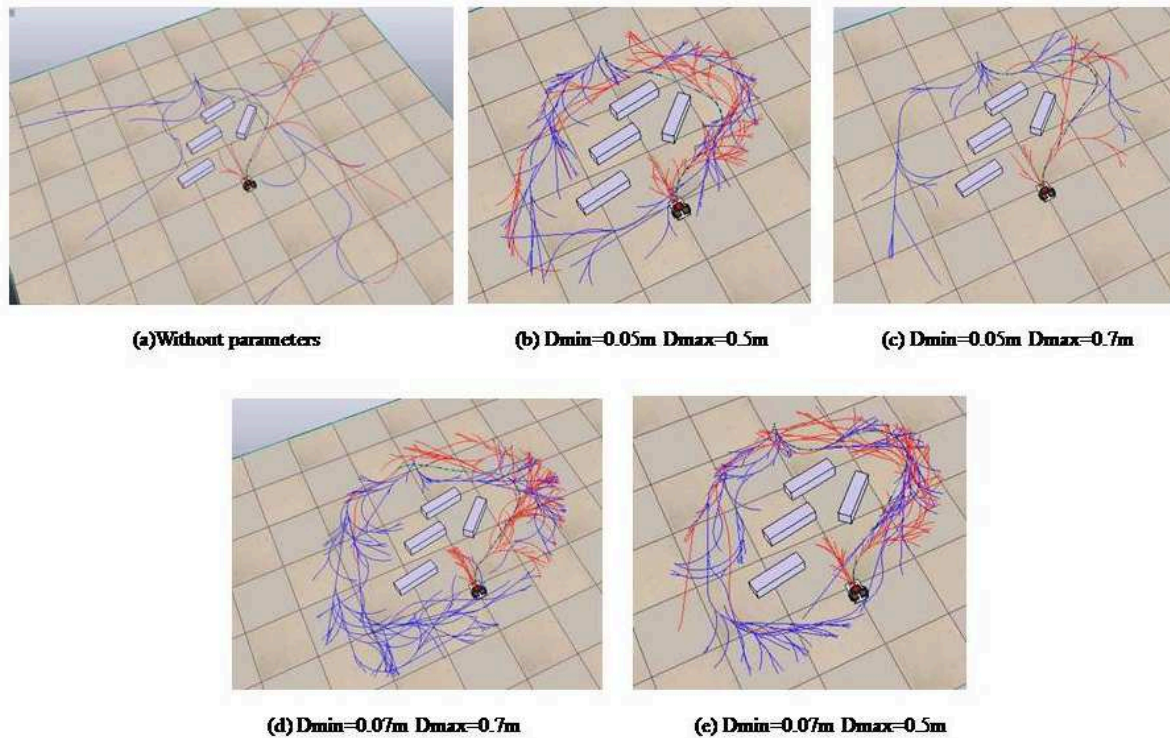 (a)Without parameters
(b) Dmin=0.05m Dmax=0.5m
(c) Dmin=0.05m Dmax=0.7m
(d) Dmin=0.07m Dmax=0.7m
(e) Dmin=0.07m Dmax=0.5m